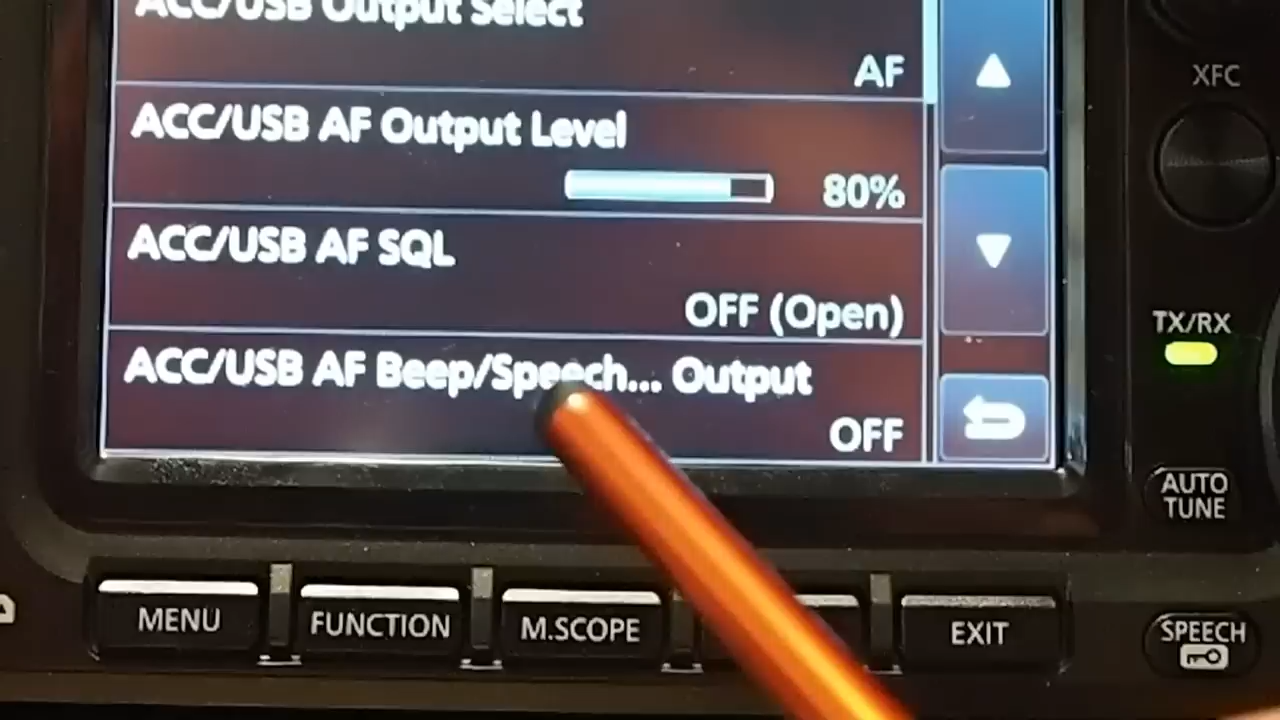 ACC/USB Output Select
AF
ACC/USB AF Output Level
80%
ACC/USB AF SQL
OFF (Open)
ACC/USB AF Beep/Speech... Output
OFF
XFC
TX/RX
AUTO
TUNE
MENU
FUNCTION
M.SCOPE
EXIT
SPEECH